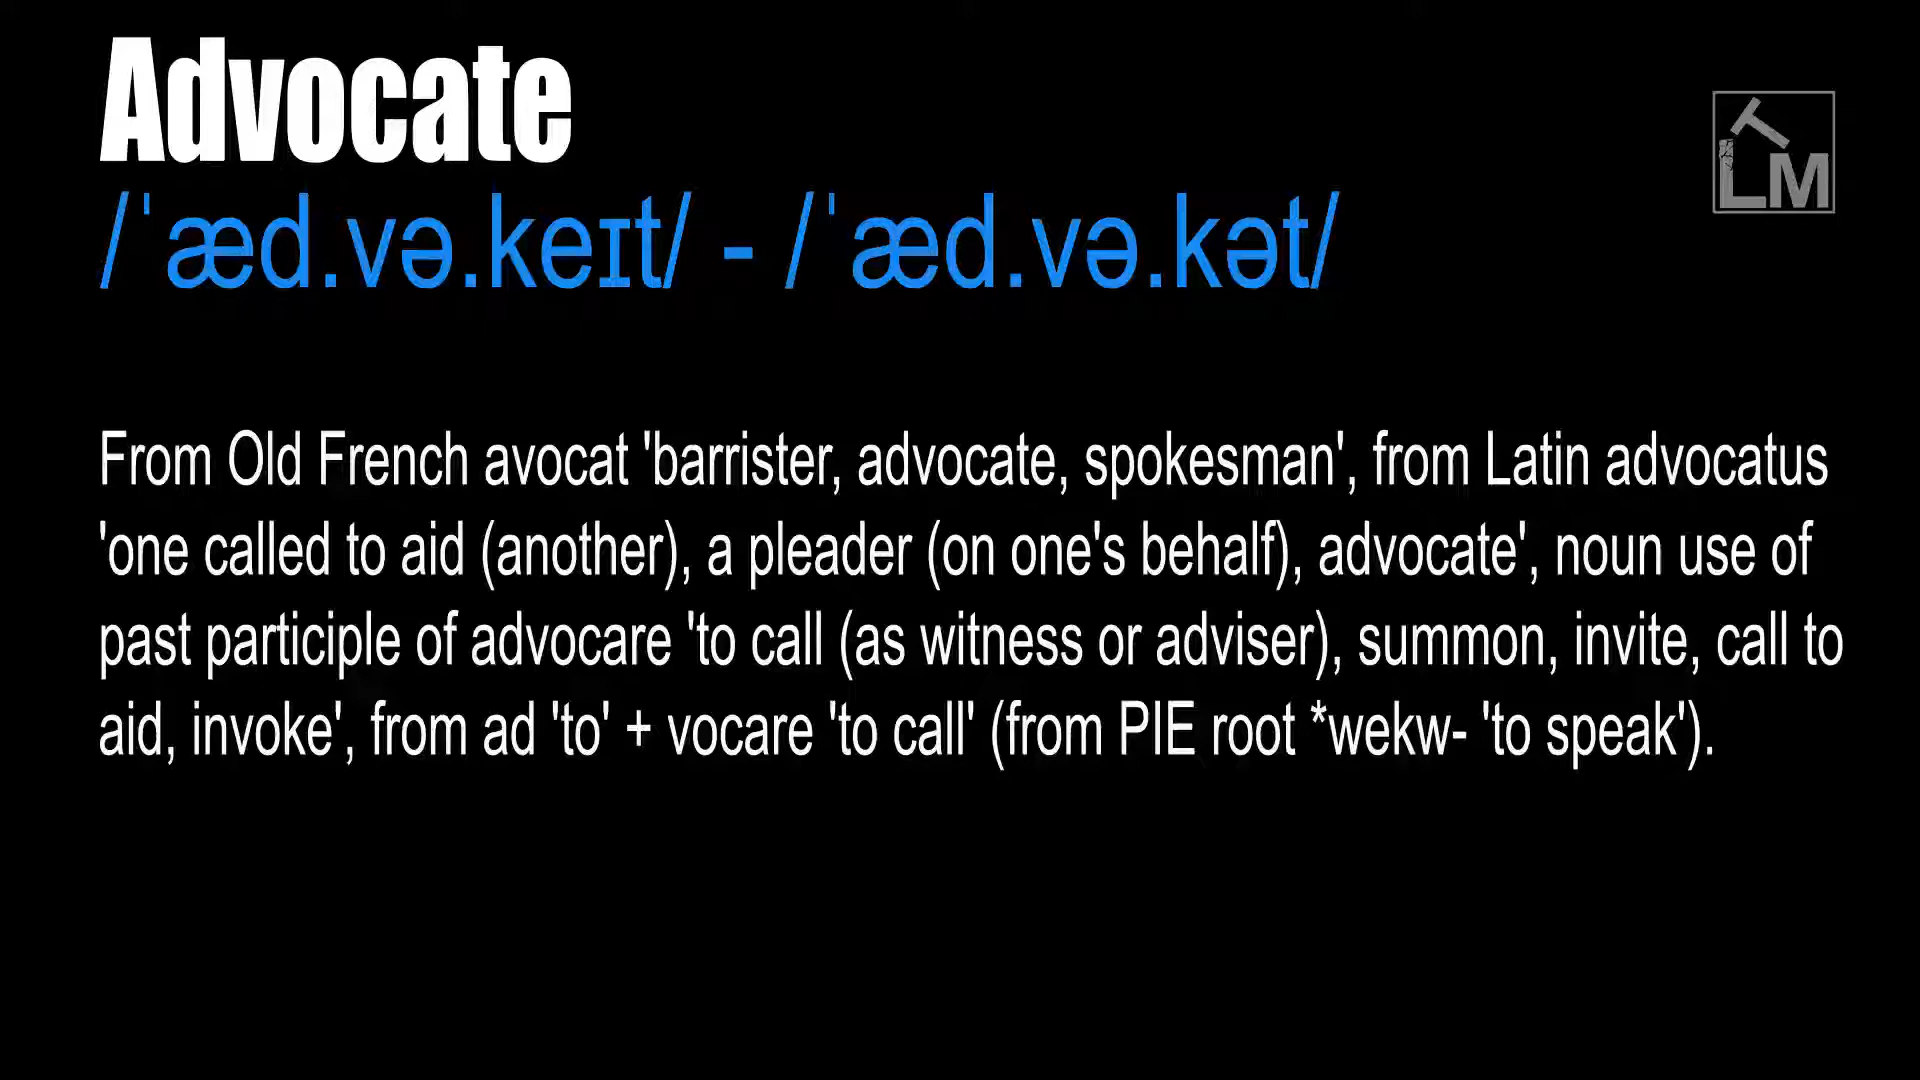 Advocate
/ˈæd.və.keɪt/ - /ˈæd.və.kət/
LTM
From Old French avocat 'barrister, advocate, spokesman', from Latin advocatus
'one called to aid (another), a pleader (on one's behalf), advocate', noun use of
past participle of advocare 'to call (as witness or adviser), summon, invite, call to
aid, invoke', from ad 'to' + vocare 'to call' (from PIE root *wekw- 'to speak').